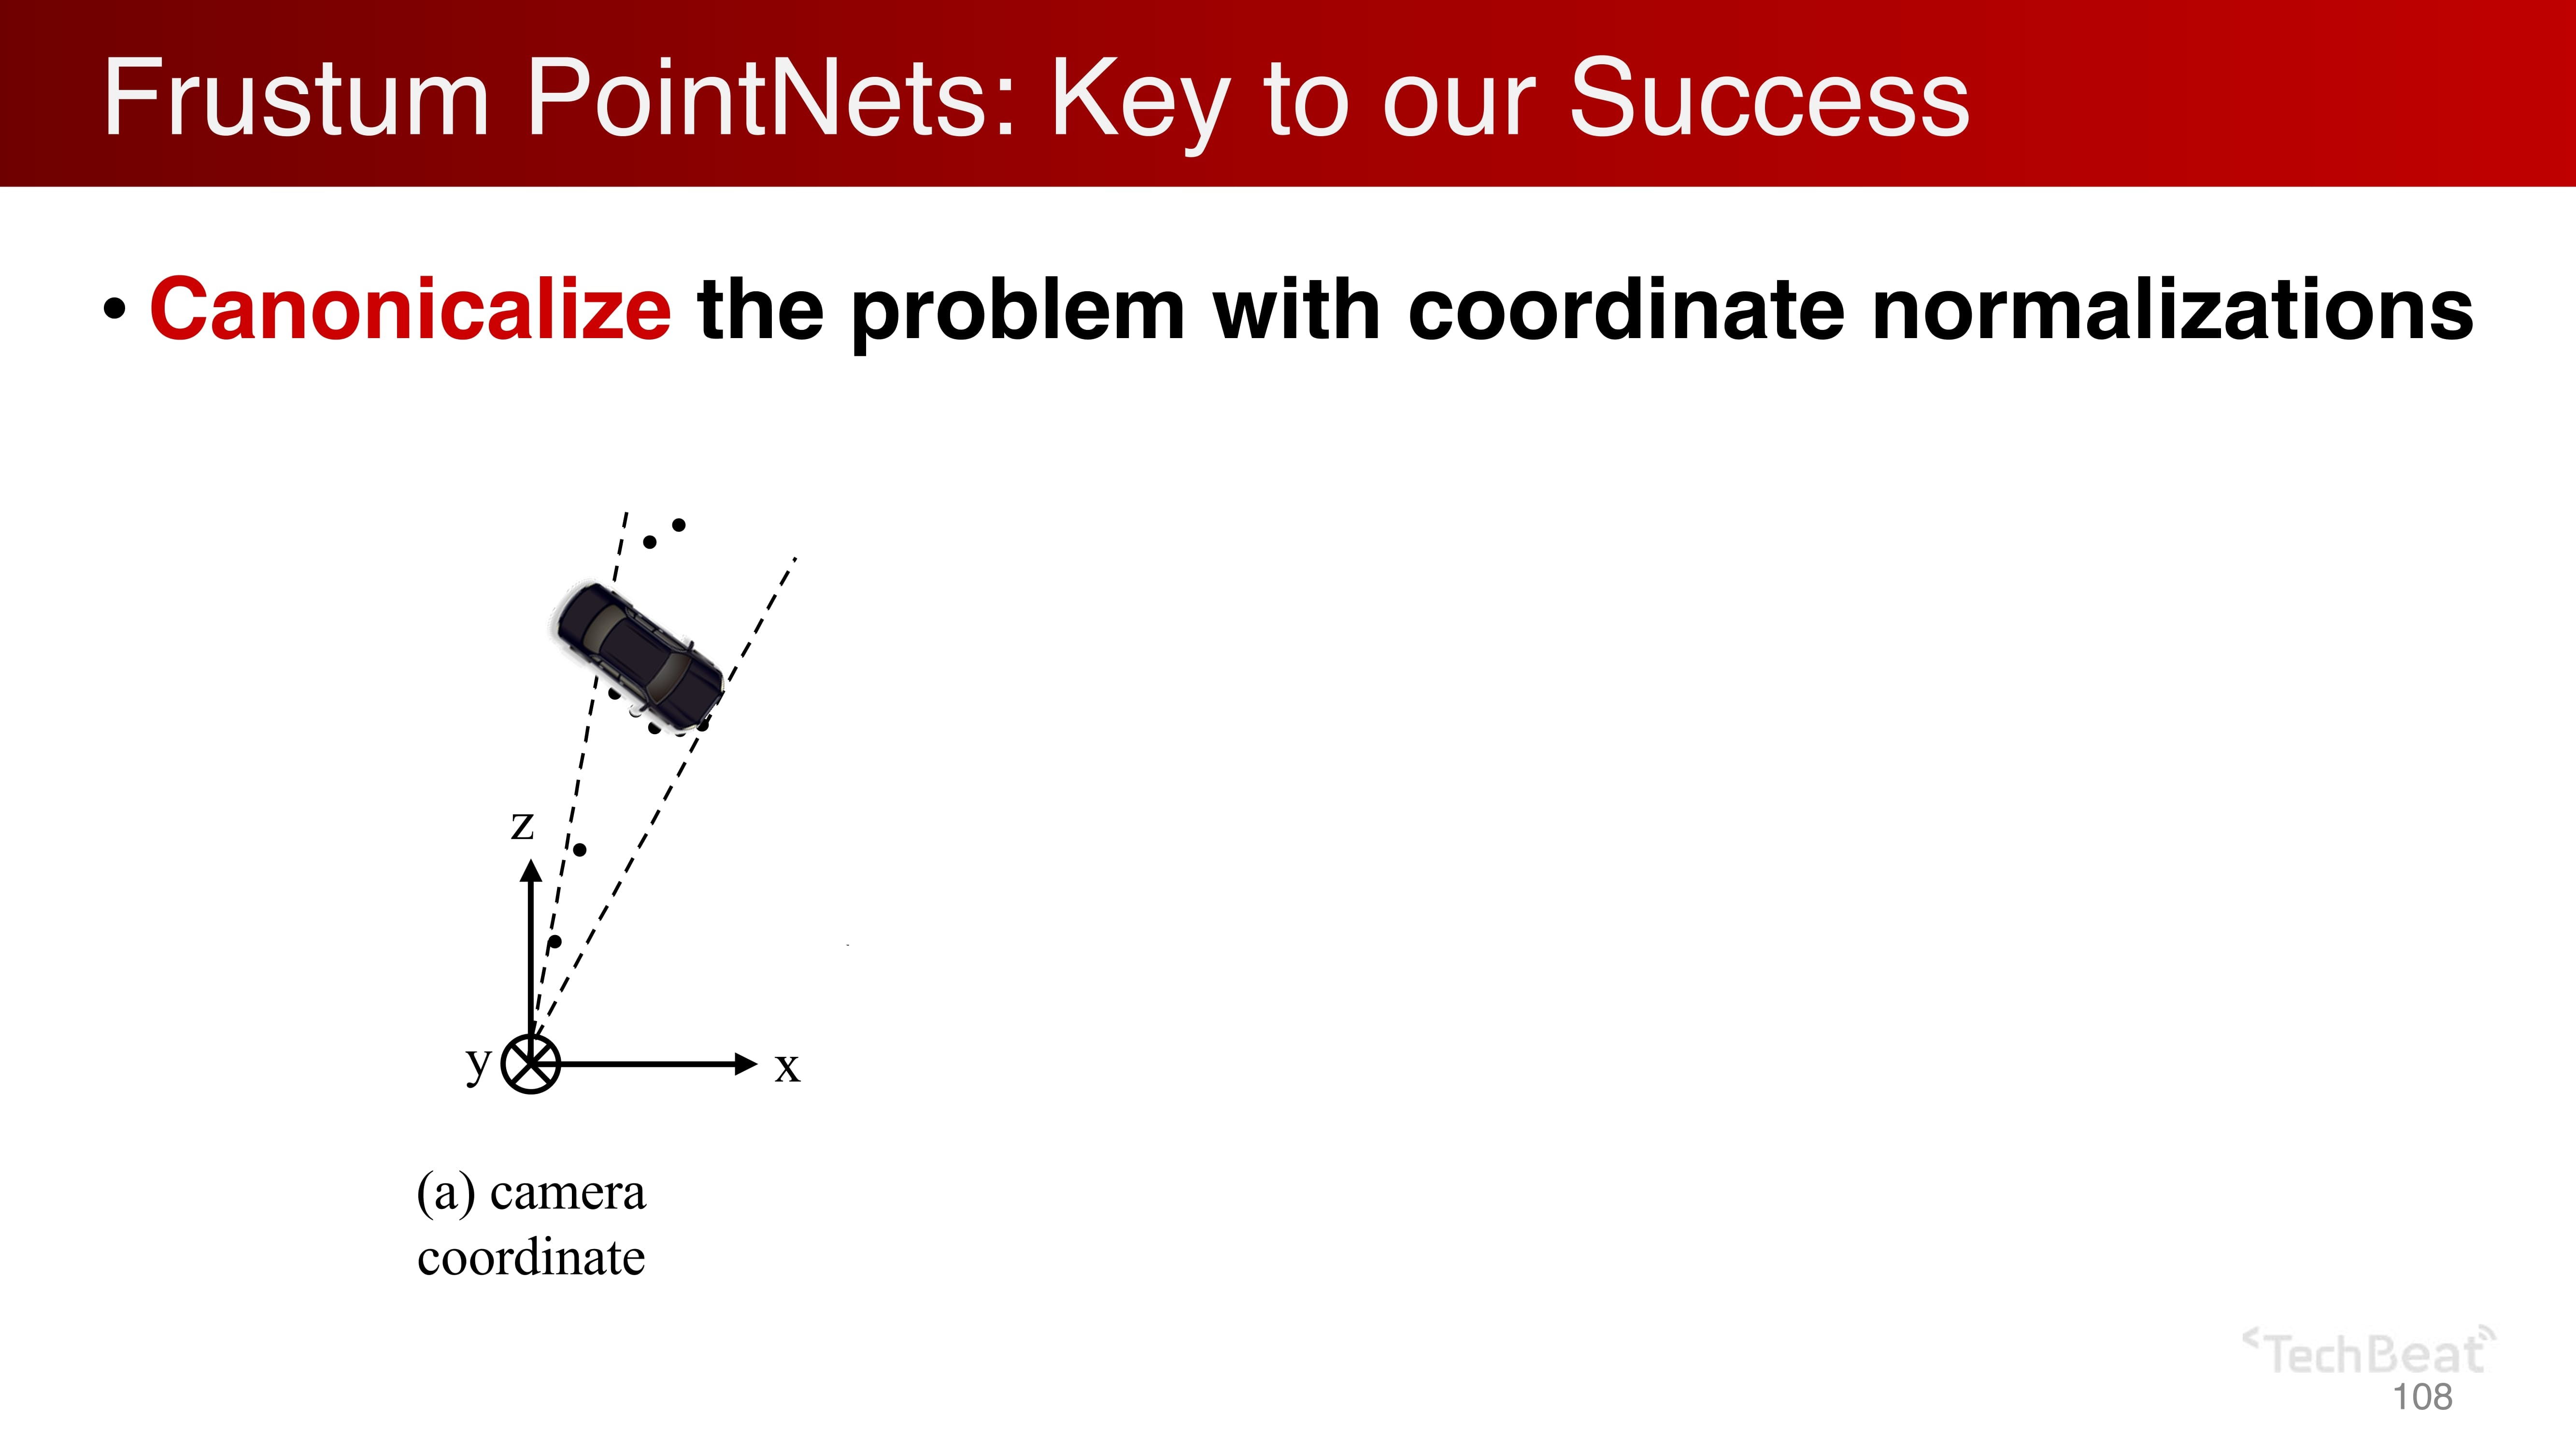 Frustum PointNets: Key to our Success
• Canonicalize the problem with coordinate normalizations
z
y
x
(a) camera
coordinate
TechBeat
108